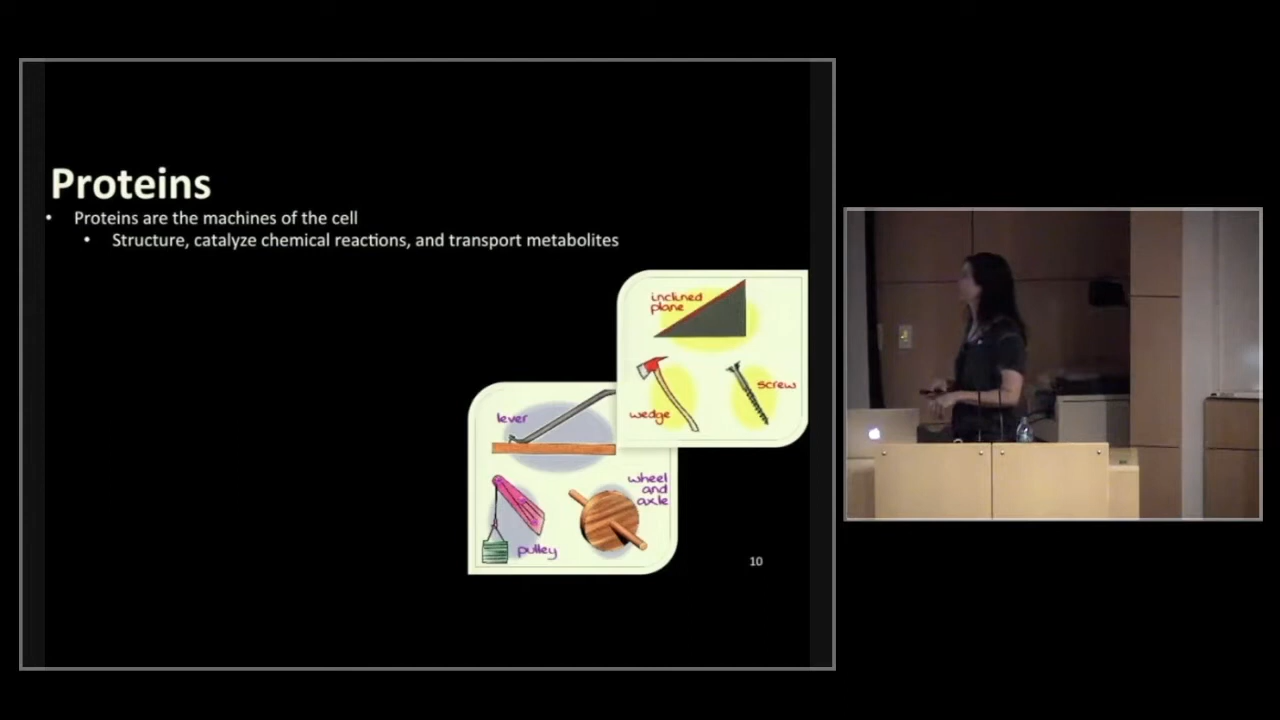 Proteins
• Proteins are the machines of the cell
• Structure, catalyze chemical reactions, and transport metabolites
inclined
plane
wedge
screw
lever
wheel
and
axle
pulley
10